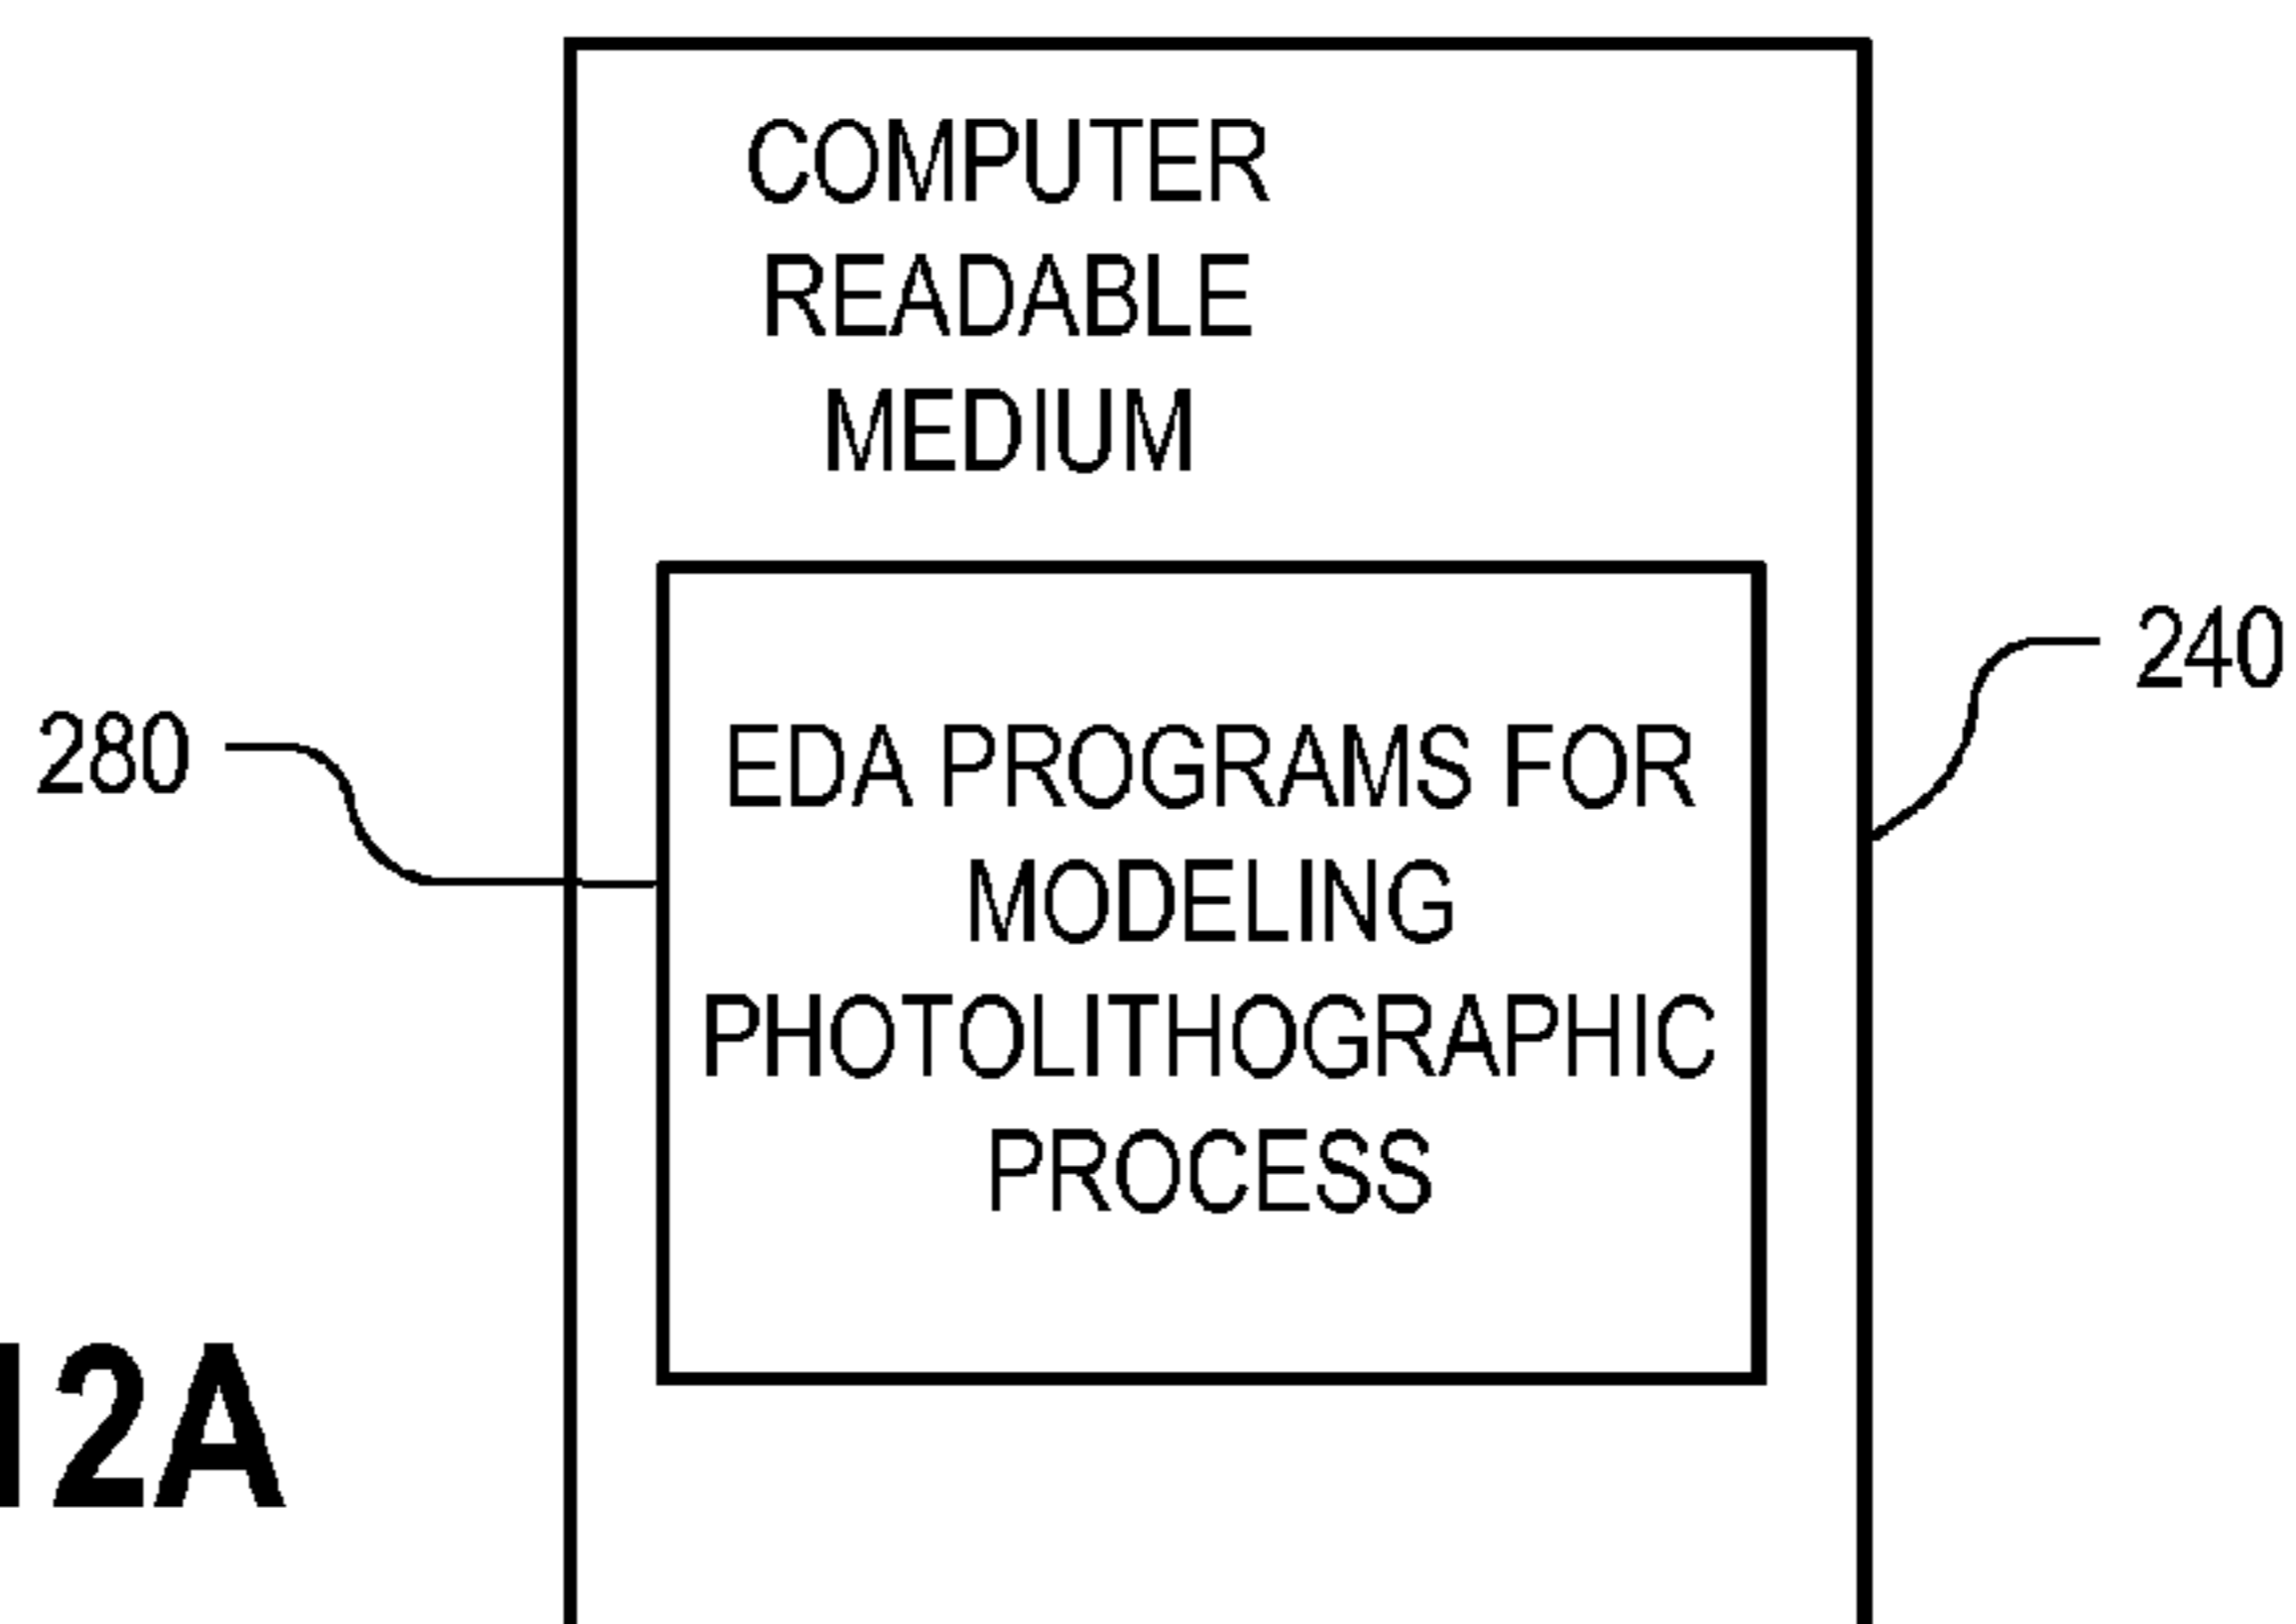 COMPUTER
READABLE
MEDIUM
240
280
EDA PROGRAMS FOR
MODELING
PHOTOLITHOGRAPHIC
PROCESS
12A